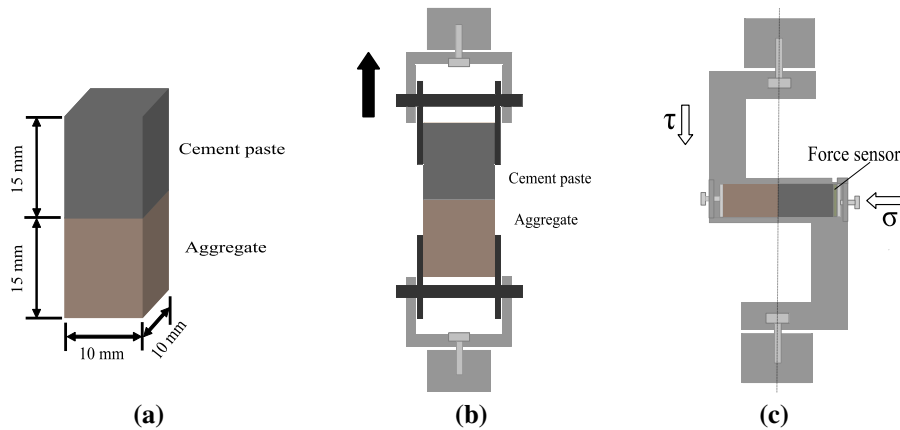 15 mm
Cement paste
15 mm
Aggregate
10 mm
10 mm
(a)
Cement paste
Aggregate
(b)
τ
Force sensor
σ
(c)